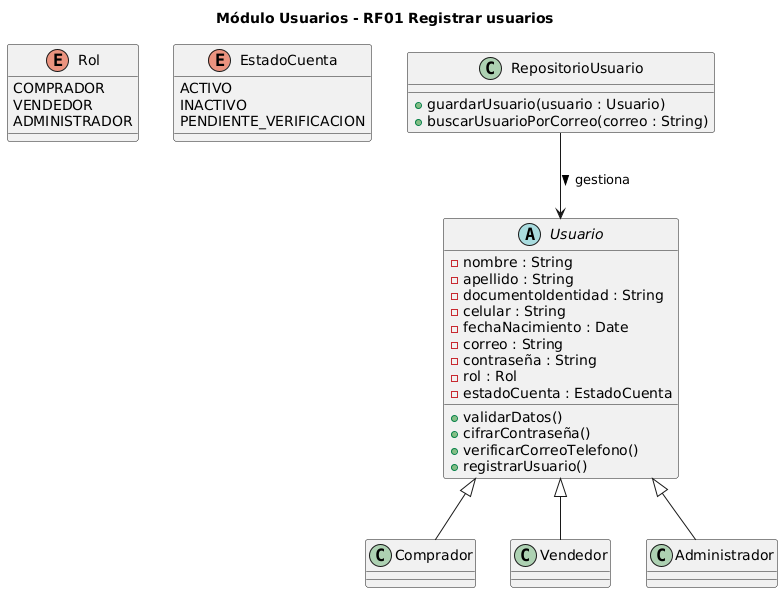 Módulo Usuarios - RF01 Registrar usuarios
E Rol
COMPRADOR
VENDEDOR
ADMINISTRADOR
E EstadoCuenta
ACTIVO
INACTIVO
PENDIENTE_VERIFICACION
C RepositorioUsuario
guardarUsuario(usuario : Usuario)
buscarUsuarioPorCorreo(correo : String)
gestiona
A Usuario
nombre : String
apellido : String
documentoIdentidad : String
celular : String
fechaNacimiento : Date
correo : String
contraseña : String
rol : Rol
estadoCuenta : EstadoCuenta
validarDatos()
cifrarContraseña()
verificarCorreoTelefono()
registrarUsuario()
C Comprador
C Vendedor
C Administrador